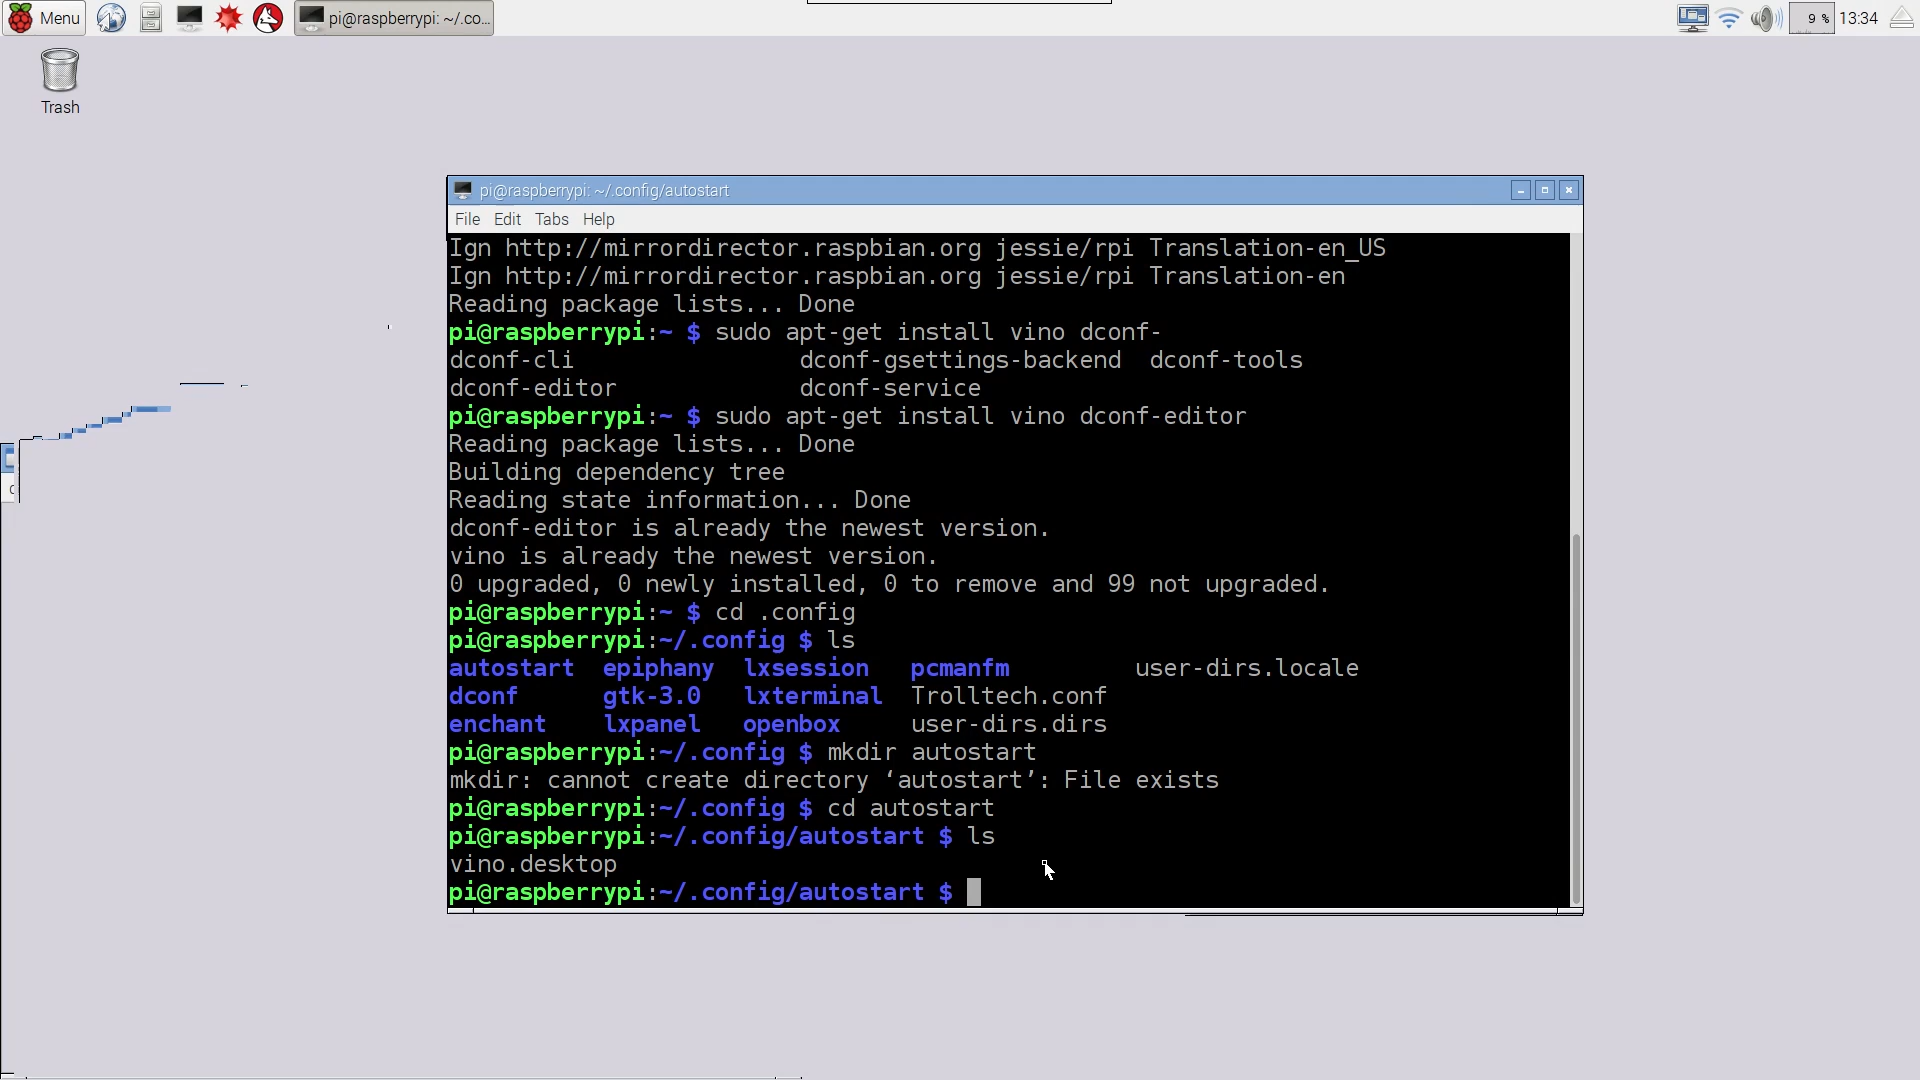 Menu
pi@raspberrypi: ~/.co...
9 %
13:34
Trash
pi@raspberrypi: ~/.config/autostart
File Edit Tabs Help
Ign http://mirrordirector.raspbian.org jessie/rpi Translation-en_US
Ign http://mirrordirector.raspbian.org jessie/rpi Translation-en
Reading package lists... Done
pi@raspberrypi:~ $ sudo apt-get install vino dconf-
dconf-cli dconf-gsettings-backend dconf-tools
dconf-editor dconf-service
pi@raspberrypi:~ $ sudo apt-get install vino dconf-editor
Reading package lists... Done
Building dependency tree
Reading state information... Done
dconf-editor is already the newest version.
vino is already the newest version.
0 upgraded, 0 newly installed, 0 to remove and 99 not upgraded.
pi@raspberrypi:~ $ cd .config
pi@raspberrypi:~/.config $ ls
autostart epiphany lxsession pcmanfm user-dirs.locale
dconf gtk-3.0 lxterminal Trolltech.conf
enchant lxpanel openbox user-dirs.dirs
pi@raspberrypi:~/.config $ mkdir autostart
mkdir: cannot create directory ‘autostart’: File exists
pi@raspberrypi:~/.config $ cd autostart
pi@raspberrypi:~/.config/autostart $ ls
vino.desktop
pi@raspberrypi:~/.config/autostart $